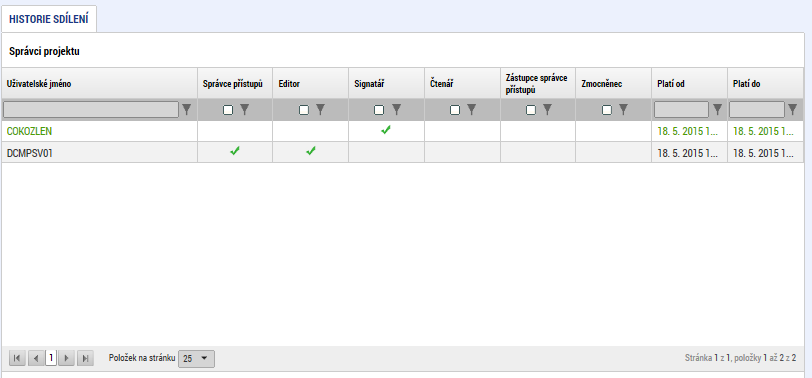 HISTORIE SDÍLENÍ
Správci projektu
Uživatelské jméno Správce přístupů Editor Signatář Čtenář Zástupce správce přístupů Zmocněnec Platí od Platí do
COKOZLEN 18. 5. 2015 1... 18. 5. 2015 1...
DCMPSV01 18. 5. 2015 1... 18. 5. 2015 1...
1 Položek na stránku 25 Stránka 1 z 1, položky 1 až 2 z 2